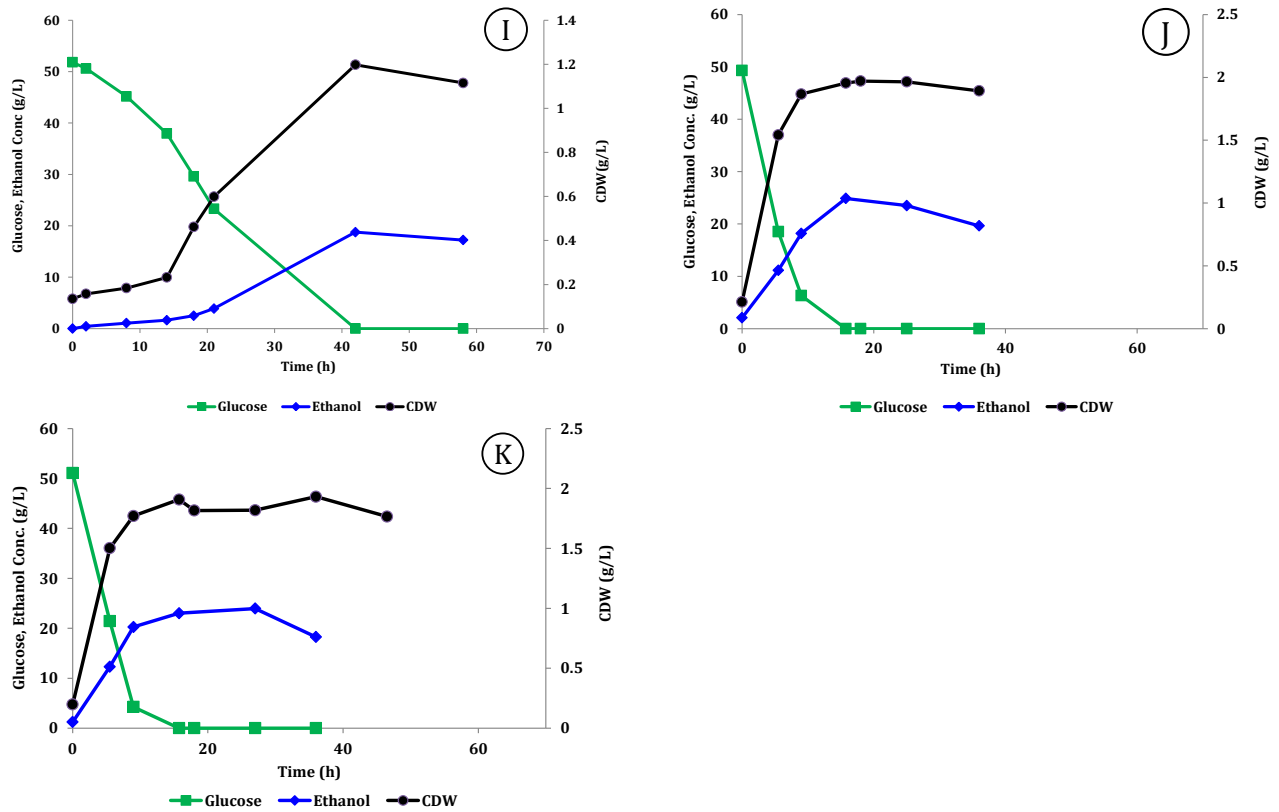 I
Glucose, Ethanol Conc (g/L)
60
50
40
30
20
10
0
1.4
1.2
1
0.8
0.6
0.4
0.2
0
CDW(g/L)
0 10 20 30 40 50 60 70
Time (h)
Glucose Ethanol CDW
J
Glucose, Ethanol Conc. (g/L)
60
50
40
30
20
10
0
2.5
2
1.5
1
0.5
0
CDW (g/L)
0 20 40 60
Time (h)
Glucose Ethanol CDW
K
Glucose, Ethanol Conc. (g/L)
60
50
40
30
20
10
0
2.5
2
1.5
1
0.5
0
CDW (g/L)
0 20 40 60
Time (h)
Glucose Ethanol CDW